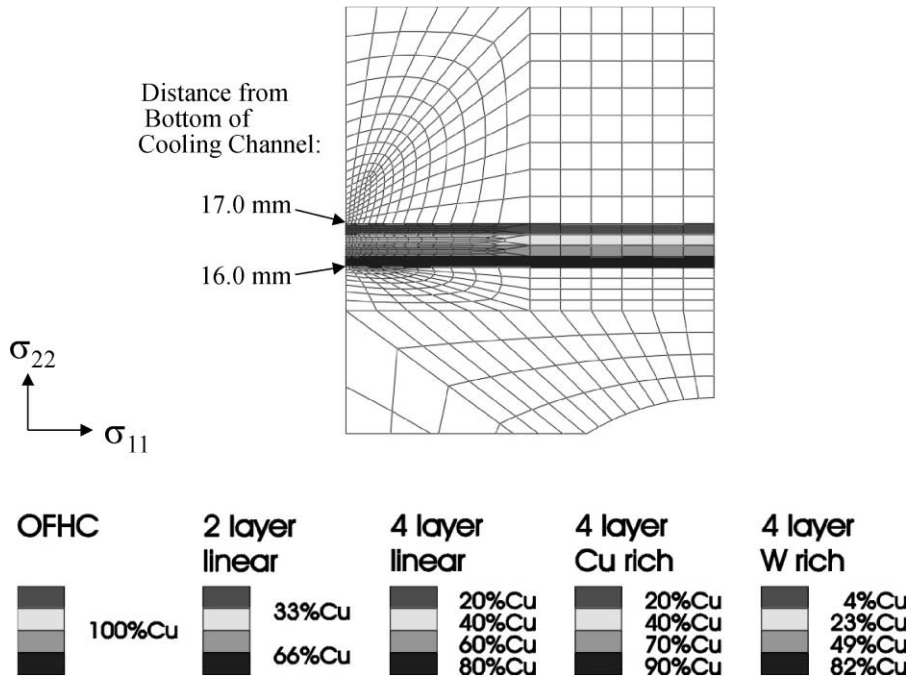 Distance from
Bottom of
Cooling Channel:
17.0 mm
16.0 mm
σ22
σ11
OFHC
100%Cu
2 layer
linear
33%Cu
66%Cu
4 layer
linear
20%Cu
40%Cu
60%Cu
80%Cu
4 layer
Cu rich
20%Cu
40%Cu
70%Cu
90%Cu
4 layer
W rich
4%Cu
23%Cu
49%Cu
82%Cu